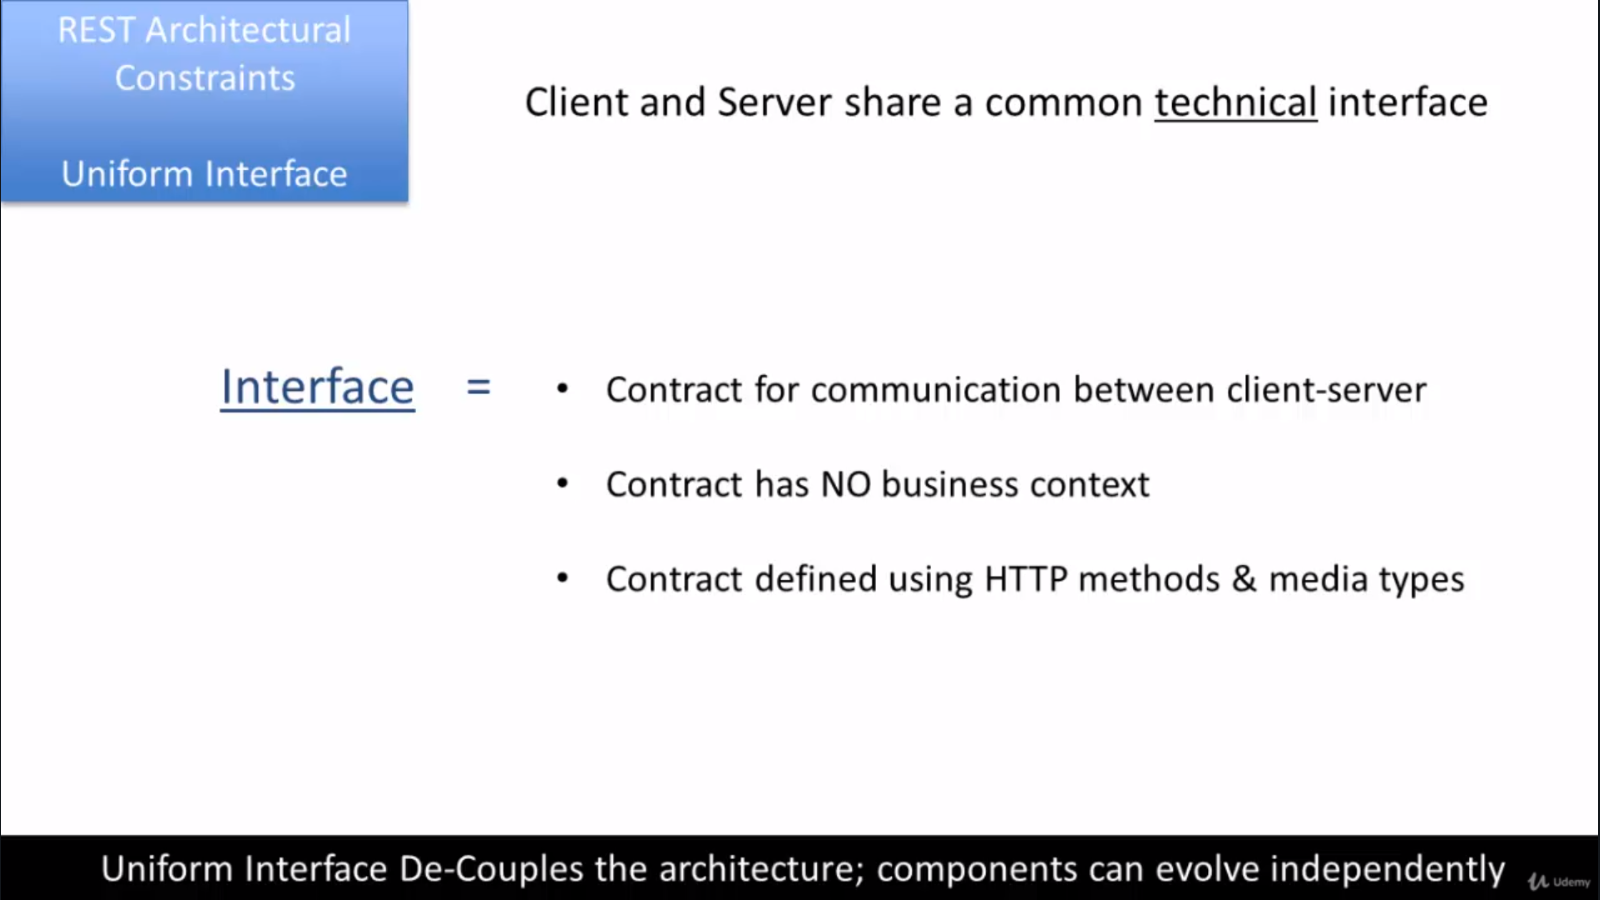 REST Architectural
Constraints
Uniform Interface
Client and Server share a common technical interface
Interface =
• Contract for communication between client-server
• Contract has NO business context
• Contract defined using HTTP methods & media types
Uniform Interface De-Couples the architecture; components can evolve independently
Udemy